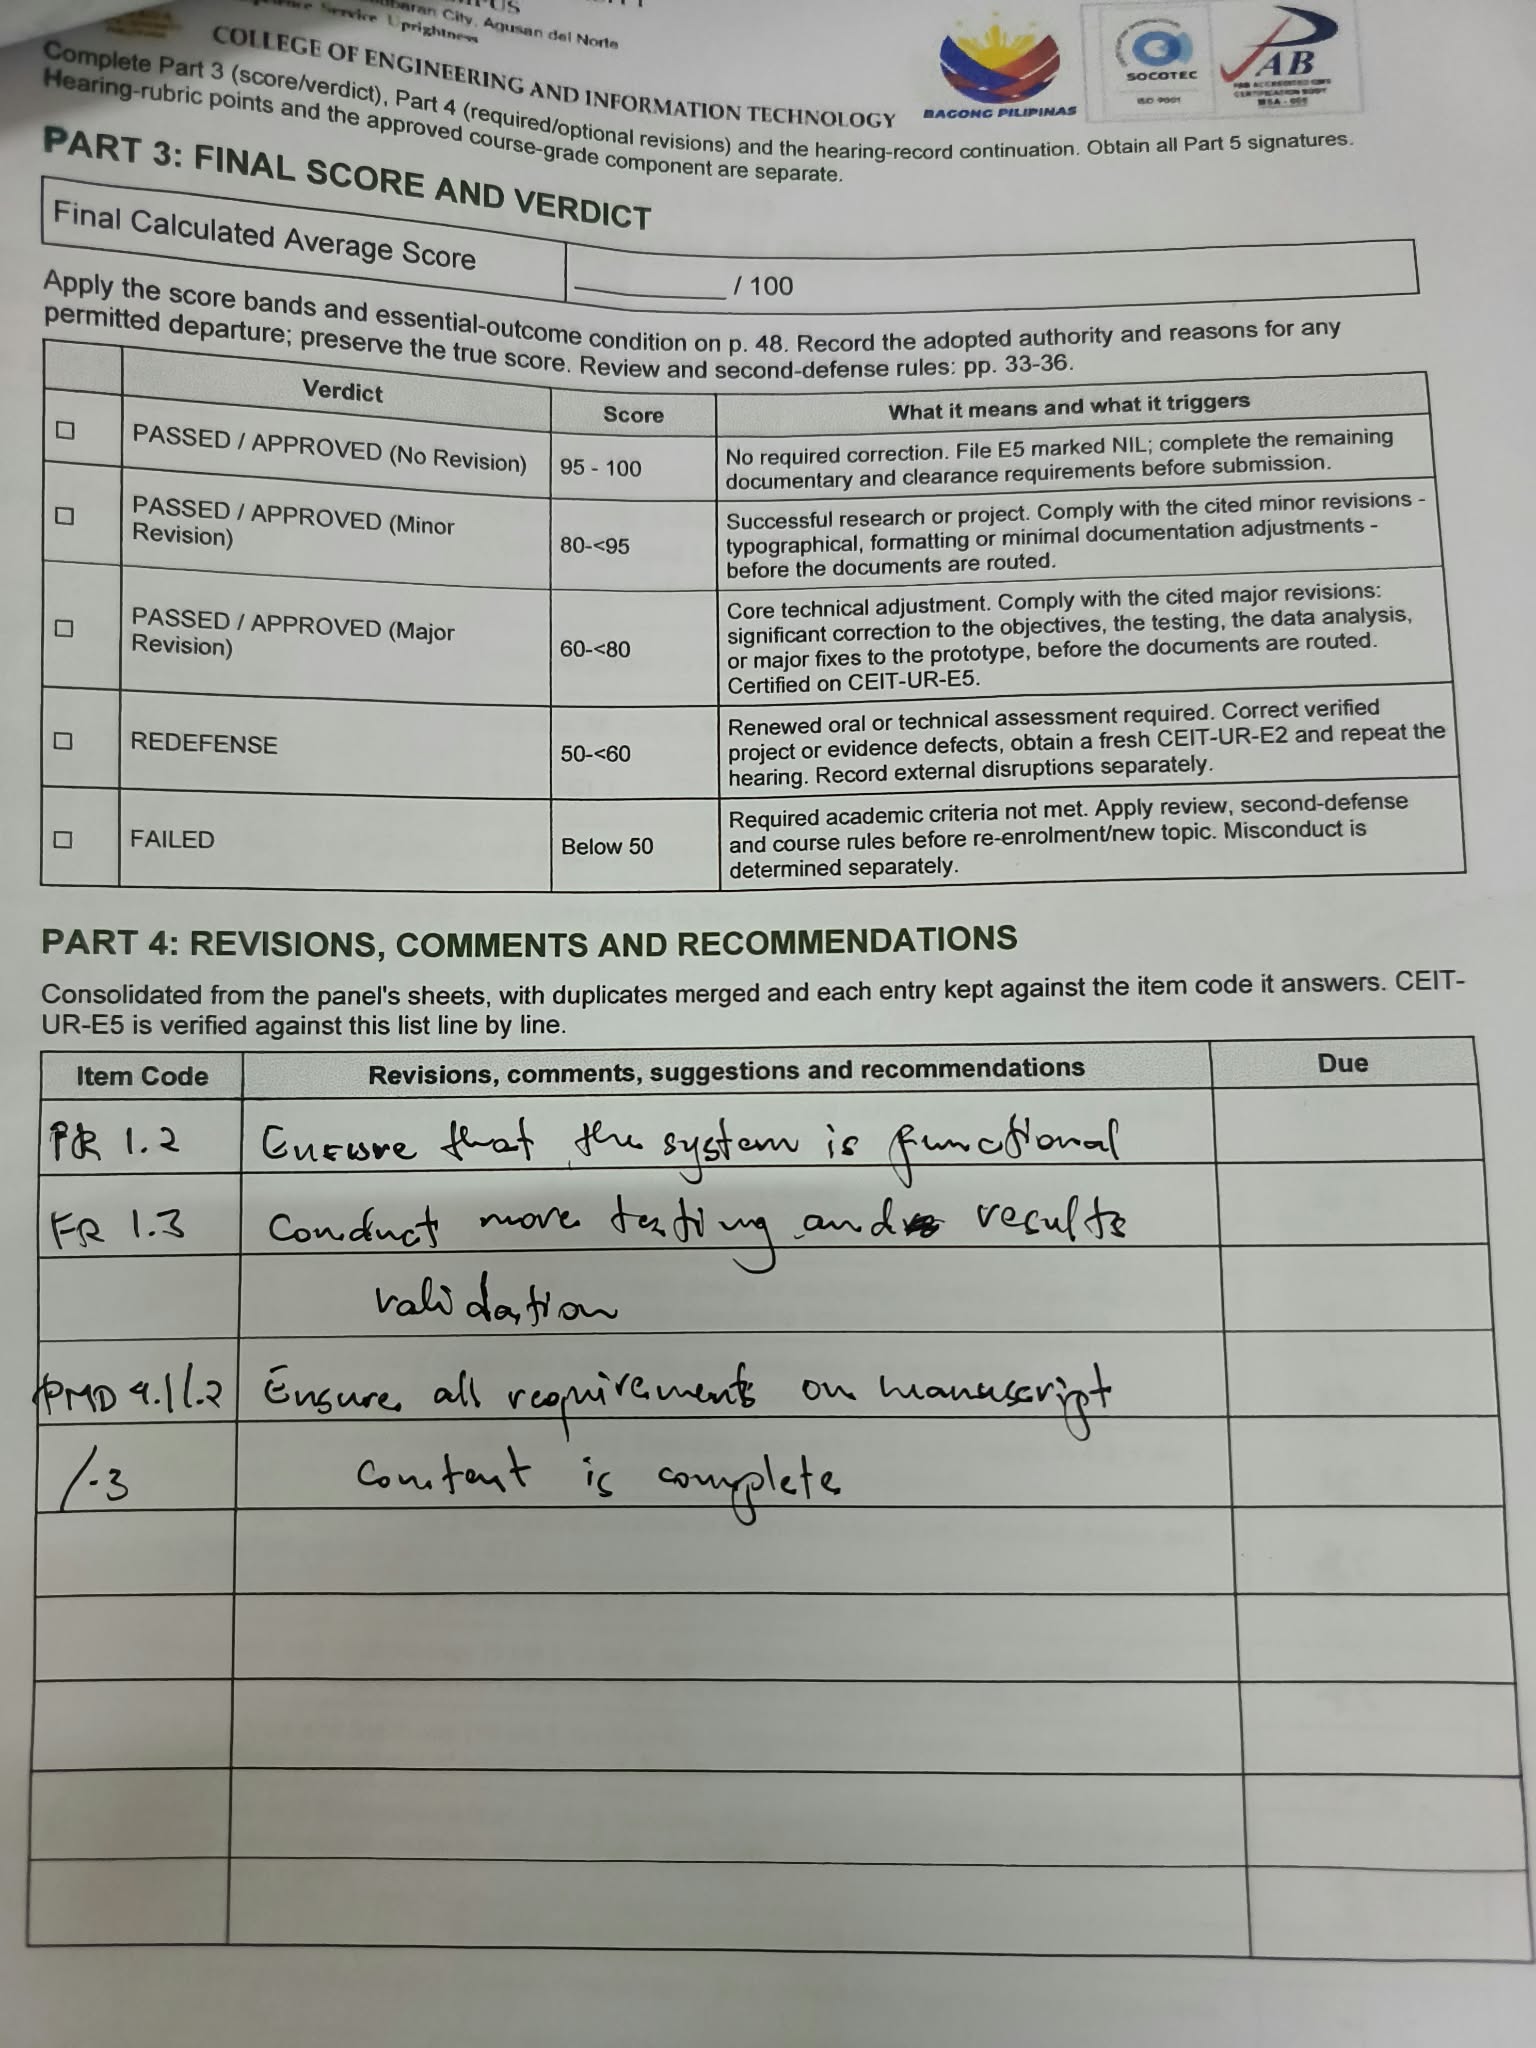 baran City, Agusan del Norte
Service Uprightness
COLLEGE OF ENGINEERING AND INFORMATION TECHNOLOGY
BAGONG PILIPINAS
SOCOTEC
ISO 9001
PAB
PAB ACCREDITED CERTIFICATION BODY
MSA - 001
Complete Part 3 (score/verdict), Part 4 (required/optional revisions) and the hearing-record continuation. Obtain all Part 5 signatures.
Hearing-rubric points and the approved course-grade component are separate.
PART 3: FINAL SCORE AND VERDICT
Final Calculated Average Score
/ 100
Apply the score bands and essential-outcome condition on p. 48. Record the adopted authority and reasons for any
permitted departure; preserve the true score. Review and second-defense rules: pp. 33-36.
Verdict
Score
What it means and what it triggers
PASSED / APPROVED (No Revision)
95 - 100
No required correction. File E5 marked NIL; complete the remaining
documentary and clearance requirements before submission.
PASSED / APPROVED (Minor
Revision)
80-<95
Successful research or project. Comply with the cited minor revisions -
typographical, formatting or minimal documentation adjustments -
before the documents are routed.
PASSED / APPROVED (Major
Revision)
60-<80
Core technical adjustment. Comply with the cited major revisions:
significant correction to the objectives, the testing, the data analysis,
or major fixes to the prototype, before the documents are routed.
Certified on CEIT-UR-E5.
REDEFENSE
50-<60
Renewed oral or technical assessment required. Correct verified
project or evidence defects, obtain a fresh CEIT-UR-E2 and repeat the
hearing. Record external disruptions separately.
FAILED
Below 50
Required academic criteria not met. Apply review, second-defense
and course rules before re-enrolment/new topic. Misconduct is
determined separately.
PART 4: REVISIONS, COMMENTS AND RECOMMENDATIONS
Consolidated from the panel's sheets, with duplicates merged and each entry kept against the item code it answers. CEIT-
UR-E5 is verified against this list line by line.
Item Code
Revisions, comments, suggestions and recommendations
Due
1.2
Ensure that the system is functional
FR 1.3
Conduct more testing and results
validation
PMD 4.1/.2
Ensure all requirements on manuscript
/.3
content is complete